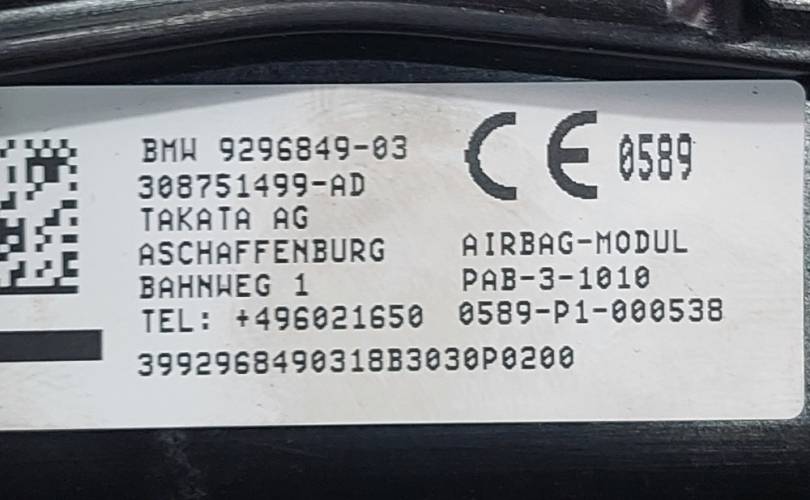 BMW 9296849-03
308751499-AD
TAKATA AG
ASCHAFFENBURG
BAHNWEG 1
TEL: +496021650
3992968490318B3030P0200
CE 0589
AIRBAG-MODUL
PAB-3-1010
0589-P1-000538